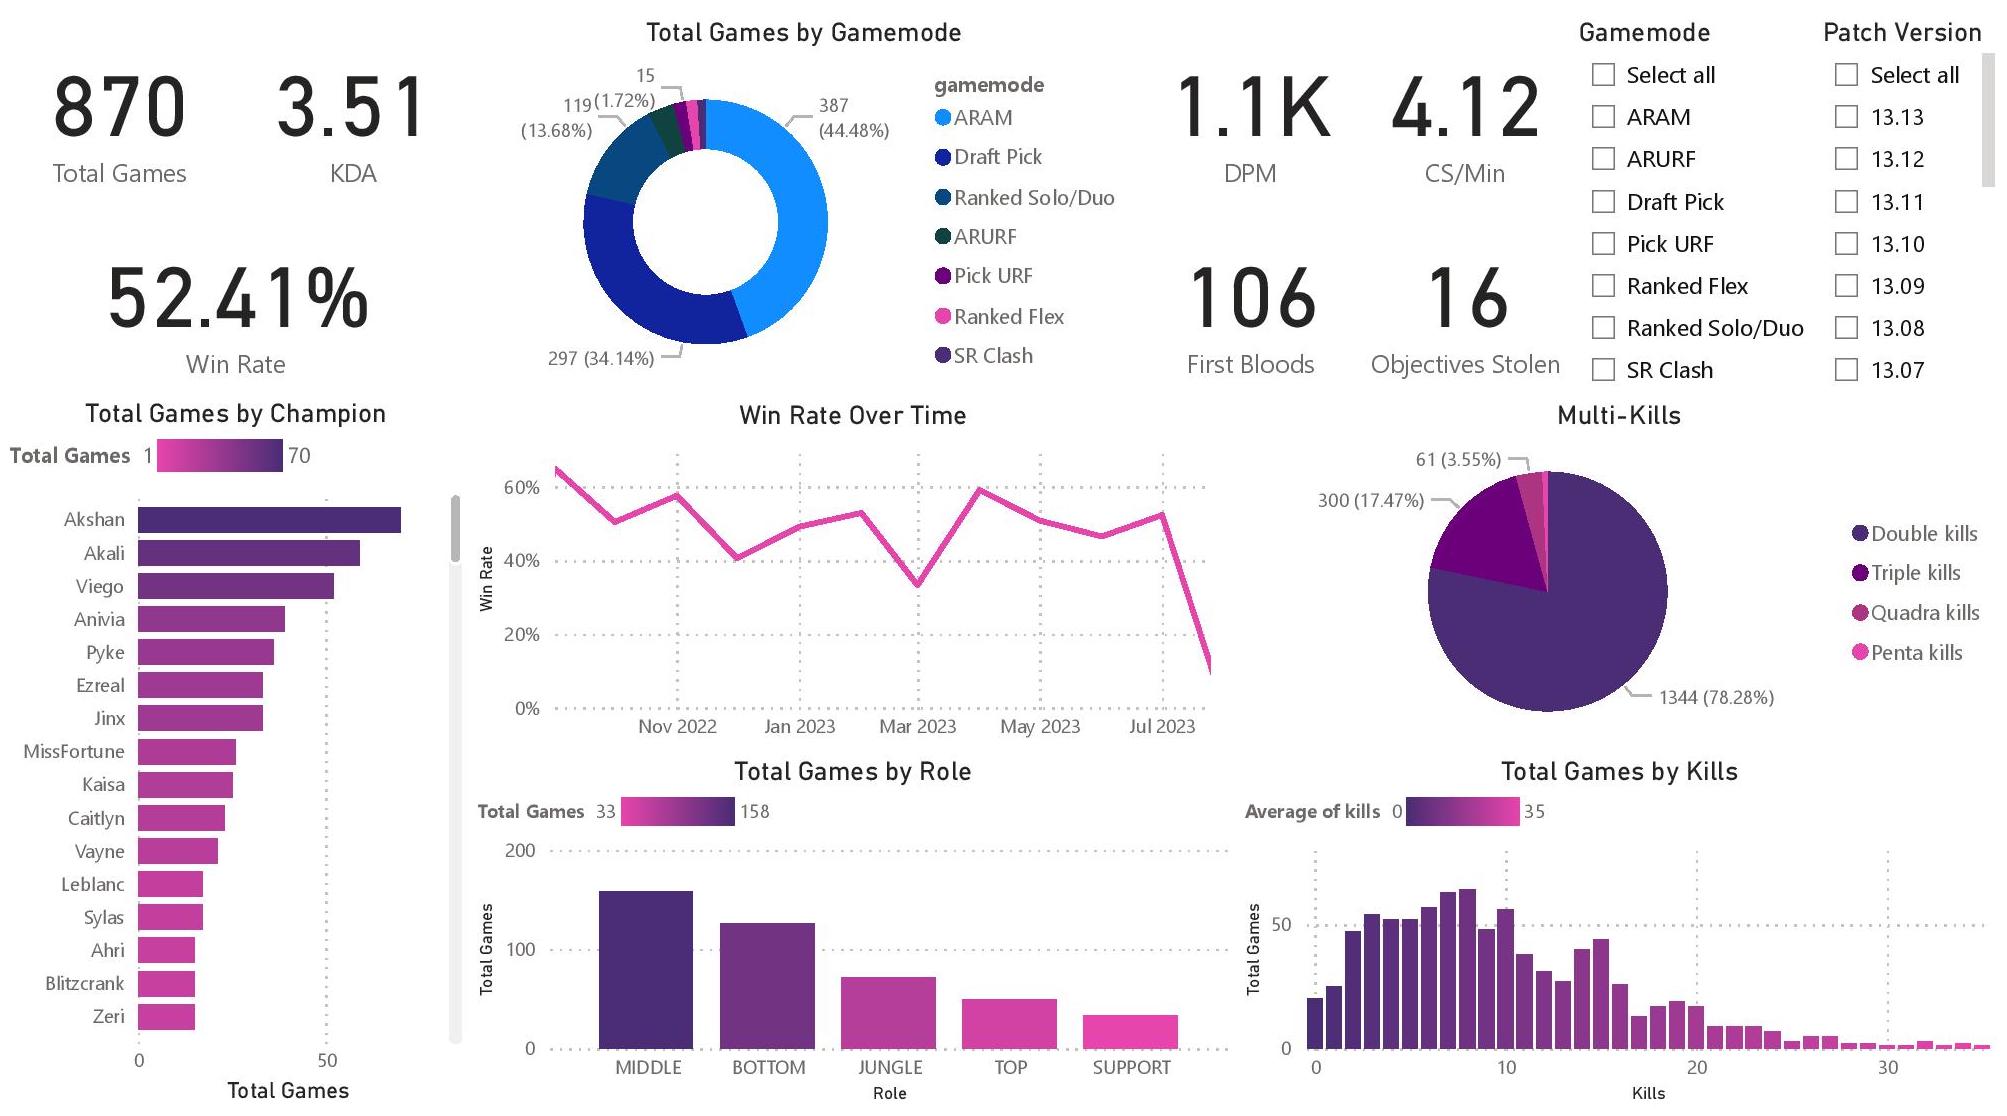 870
Total Games
3.51
KDA
52.41%
Win Rate
Total Games by Gamemode
15
(1.72%)
119
(13.68%)
387
(44.48%)
297 (34.14%)
gamemode
ARAM
Draft Pick
Ranked Solo/Duo
ARURF
Pick URF
Ranked Flex
SR Clash
1.1K
DPM
4.12
CS/Min
106
First Bloods
16
Objectives Stolen
Gamemode
Select all
ARAM
ARURF
Draft Pick
Pick URF
Ranked Flex
Ranked Solo/Duo
SR Clash
Patch Version
Select all
13.13
13.12
13.11
13.10
13.09
13.08
13.07
Total Games by Champion
Total Games 1 70
Akshan
Akali
Viego
Anivia
Pyke
Ezreal
Jinx
MissFortune
Kaisa
Caitlyn
Vayne
Leblanc
Sylas
Ahri
Blitzcrank
Zeri
0 50
Total Games
Win Rate Over Time
Win Rate
60%
40%
20%
0%
Nov 2022 Jan 2023 Mar 2023 May 2023 Jul 2023
Multi-Kills
61 (3.55%)
300 (17.47%)
1344 (78.28%)
Double kills
Triple kills
Quadra kills
Penta kills
Total Games by Role
Total Games 33 158
Total Games
200
100
0
MIDDLE BOTTOM JUNGLE TOP SUPPORT
Role
Total Games by Kills
Average of kills 0 35
Total Games
50
0
0 10 20 30
Kills